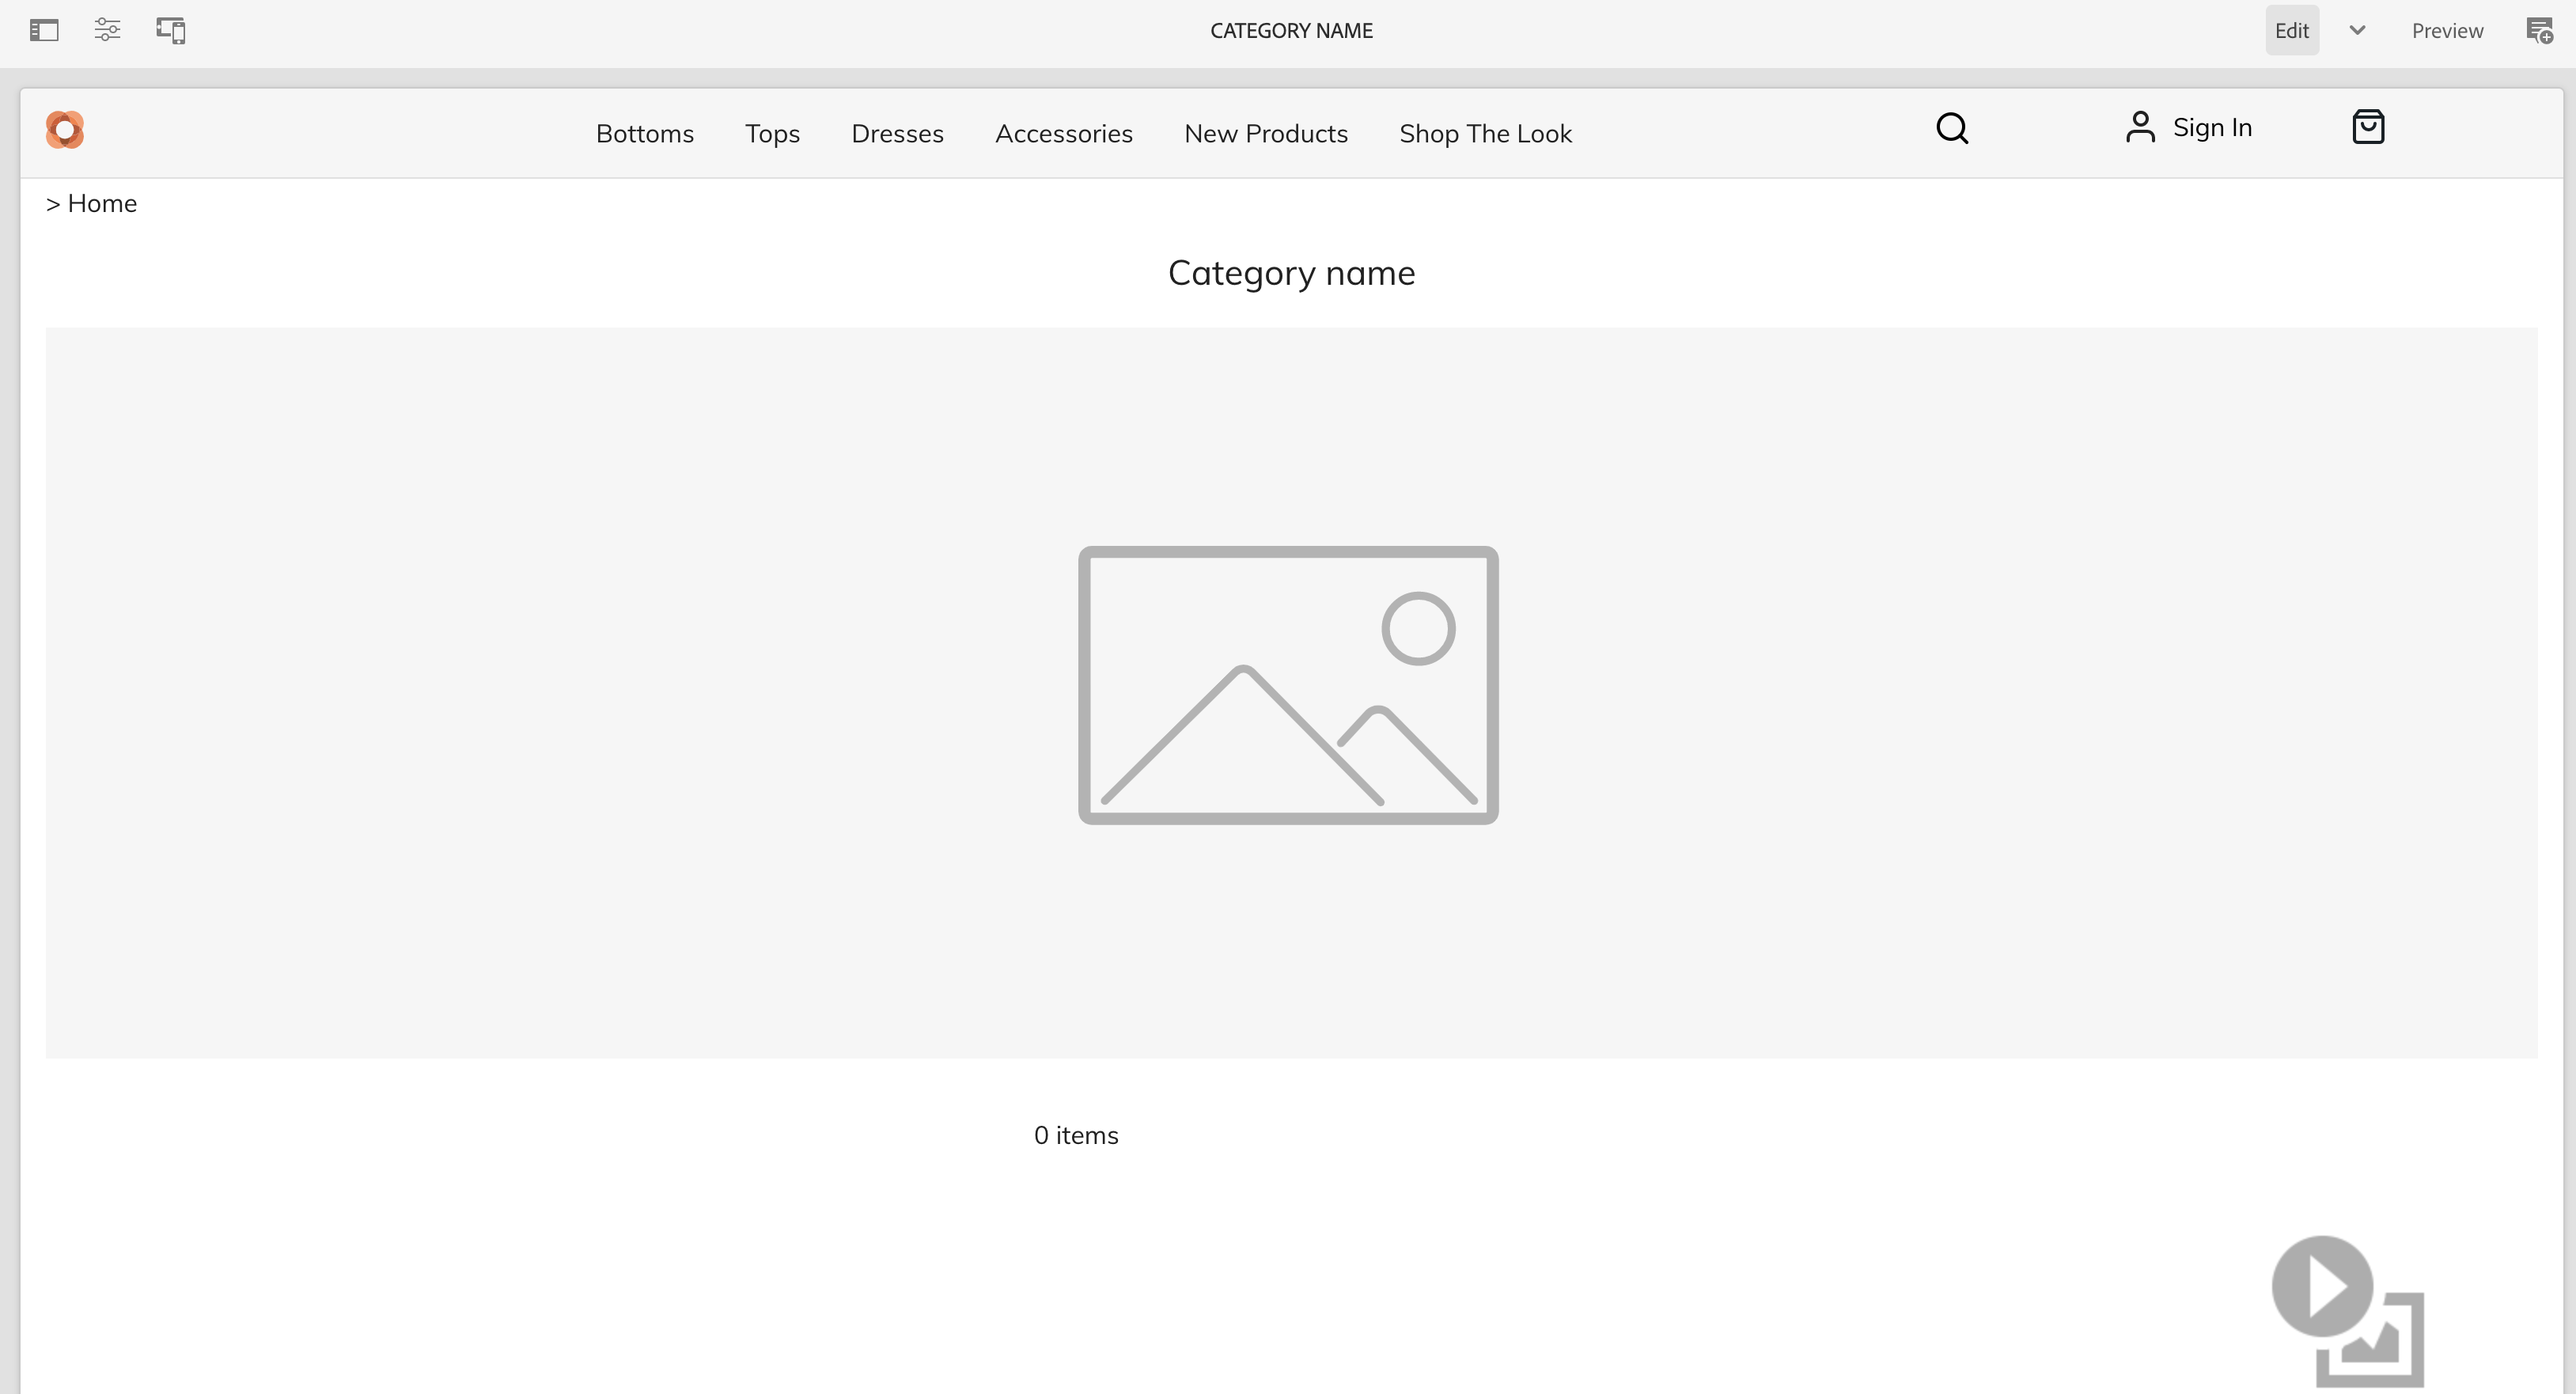 CATEGORY NAME
Edit
Preview
Bottoms
Tops
Dresses
Accessories
New Products
Shop The Look
Sign In
> Home
Category name
0 items